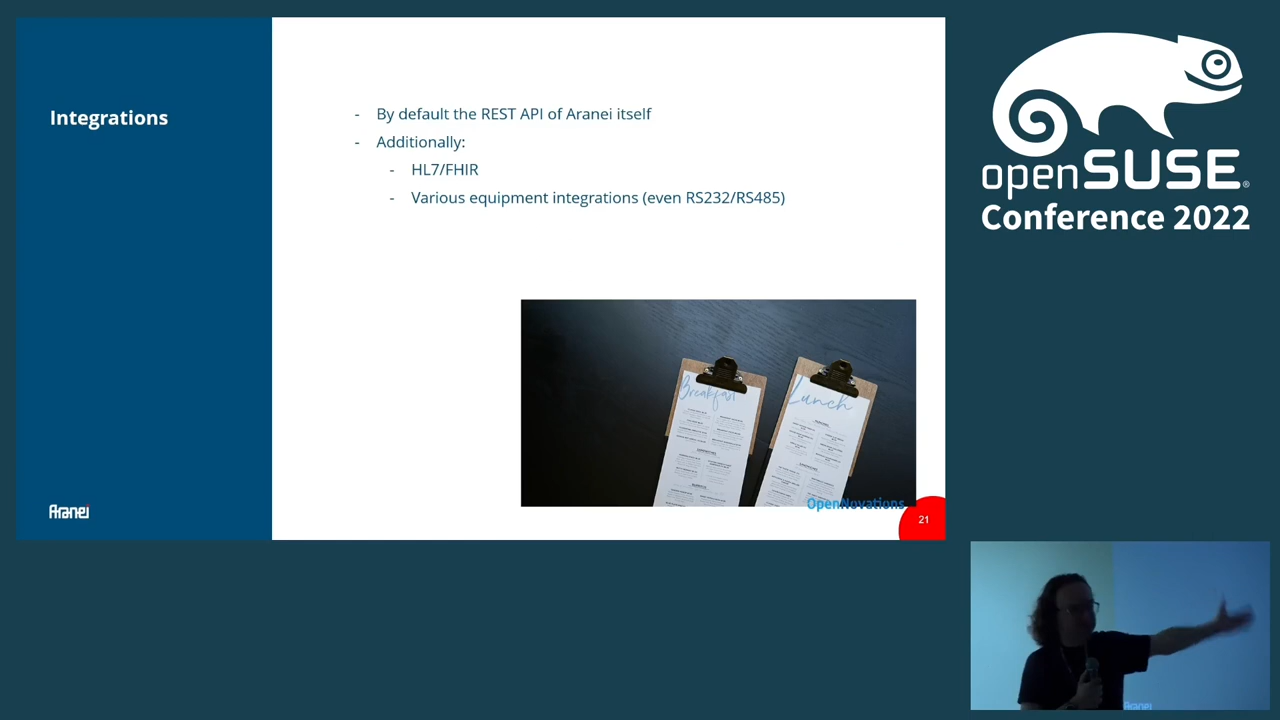 Integrations
- By default the REST API of Aranei itself
- Additionally:
- HL7/FHIR
- Various equipment integrations (even RS232/RS485)
Breakfast
Lunch
OpenNovations
Aranei
21
openSUSE®
Conference 2022
Aranei